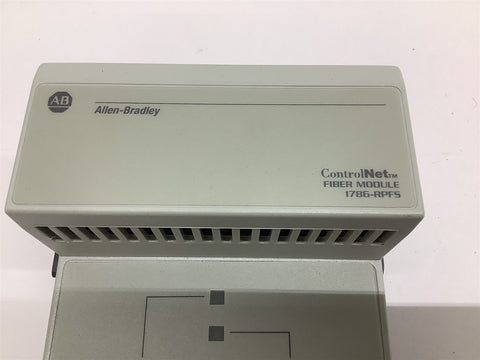 AB
Allen-Bradley
ControlNet™
FIBER MODULE
1786-RPFS